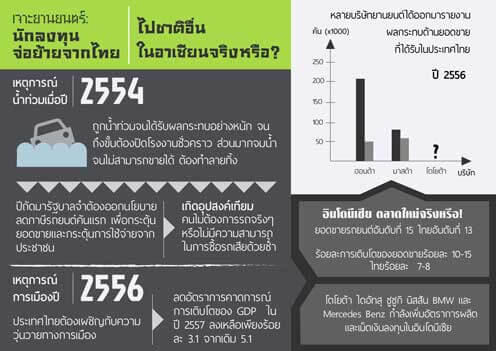 เจาะยานยนตร์:
นักลงทุน
จ่อย้ายจากไทย
ไปชาติอื่น
ในอาเซียนจริงหรือ?
เหตุการณ์
น้ำท่วมเมื่อปี
2554
ถูกน้ำท่วมจนได้รับผลกระทบอย่างหนัก จน
ถึงขั้นต้องปิดโรงงานชั่วคราว ส่วนมากจมน้ำ
จนไม่สามารถขายได้ ต้องทำลายทิ้ง
ปีถัดมารัฐบาลจำต้องออกนโยบาย
ลดภาษีรถยนต์คันแรก เพื่อกระตุ้น
ยอดขายและกระตุ้นการใช้จ่ายจาก
ประชาชน
เกิดอุปสงค์เทียม
คนไม่ต้องการรถจริงๆ
หรือไม่มีความสามารถ
ในการซื้อรถเสียด้วยซ้ำ
เหตุการณ์
การเมืองปี
2556
ประเทศไทยต้องเผชิญกับความ
วุ่นวายทางการเมือง
ลดอัตราการคาดการณ์
การเติบโตของ GDP ใน
ปี 2557 ลงเหลือเพียงร้อย
ละ 3.1 จากเดิม 5.1
หลายบริษัทยานยนต์ได้ออกมารายงาน
ผลกระทบด้านยอดขาย
ที่ได้รับในประเทศไทย
ปี 2556
คัน (x1000)
250
200
150
100
50
?
ฮอนด้า
มาสด้า
โตโยต้า
บริษัท
อินโดนีเซีย ตลาดใหม่จริงหรือ!
ยอดขายรถยนต์อันดับที่ 15 ไทยอันดับที่ 13
ร้อยละการเติบโตของยอดขายร้อยละ 10-15
ไทยร้อยละ 7-8
โตโยต้า ไดฮัทสุ ซูซูกิ นิสสัน BMW และ
Mercedes Benz กำลังเพิ่มอัตราการผลิต
และเม็ดเงินลงทุนในอินโดนีเซีย